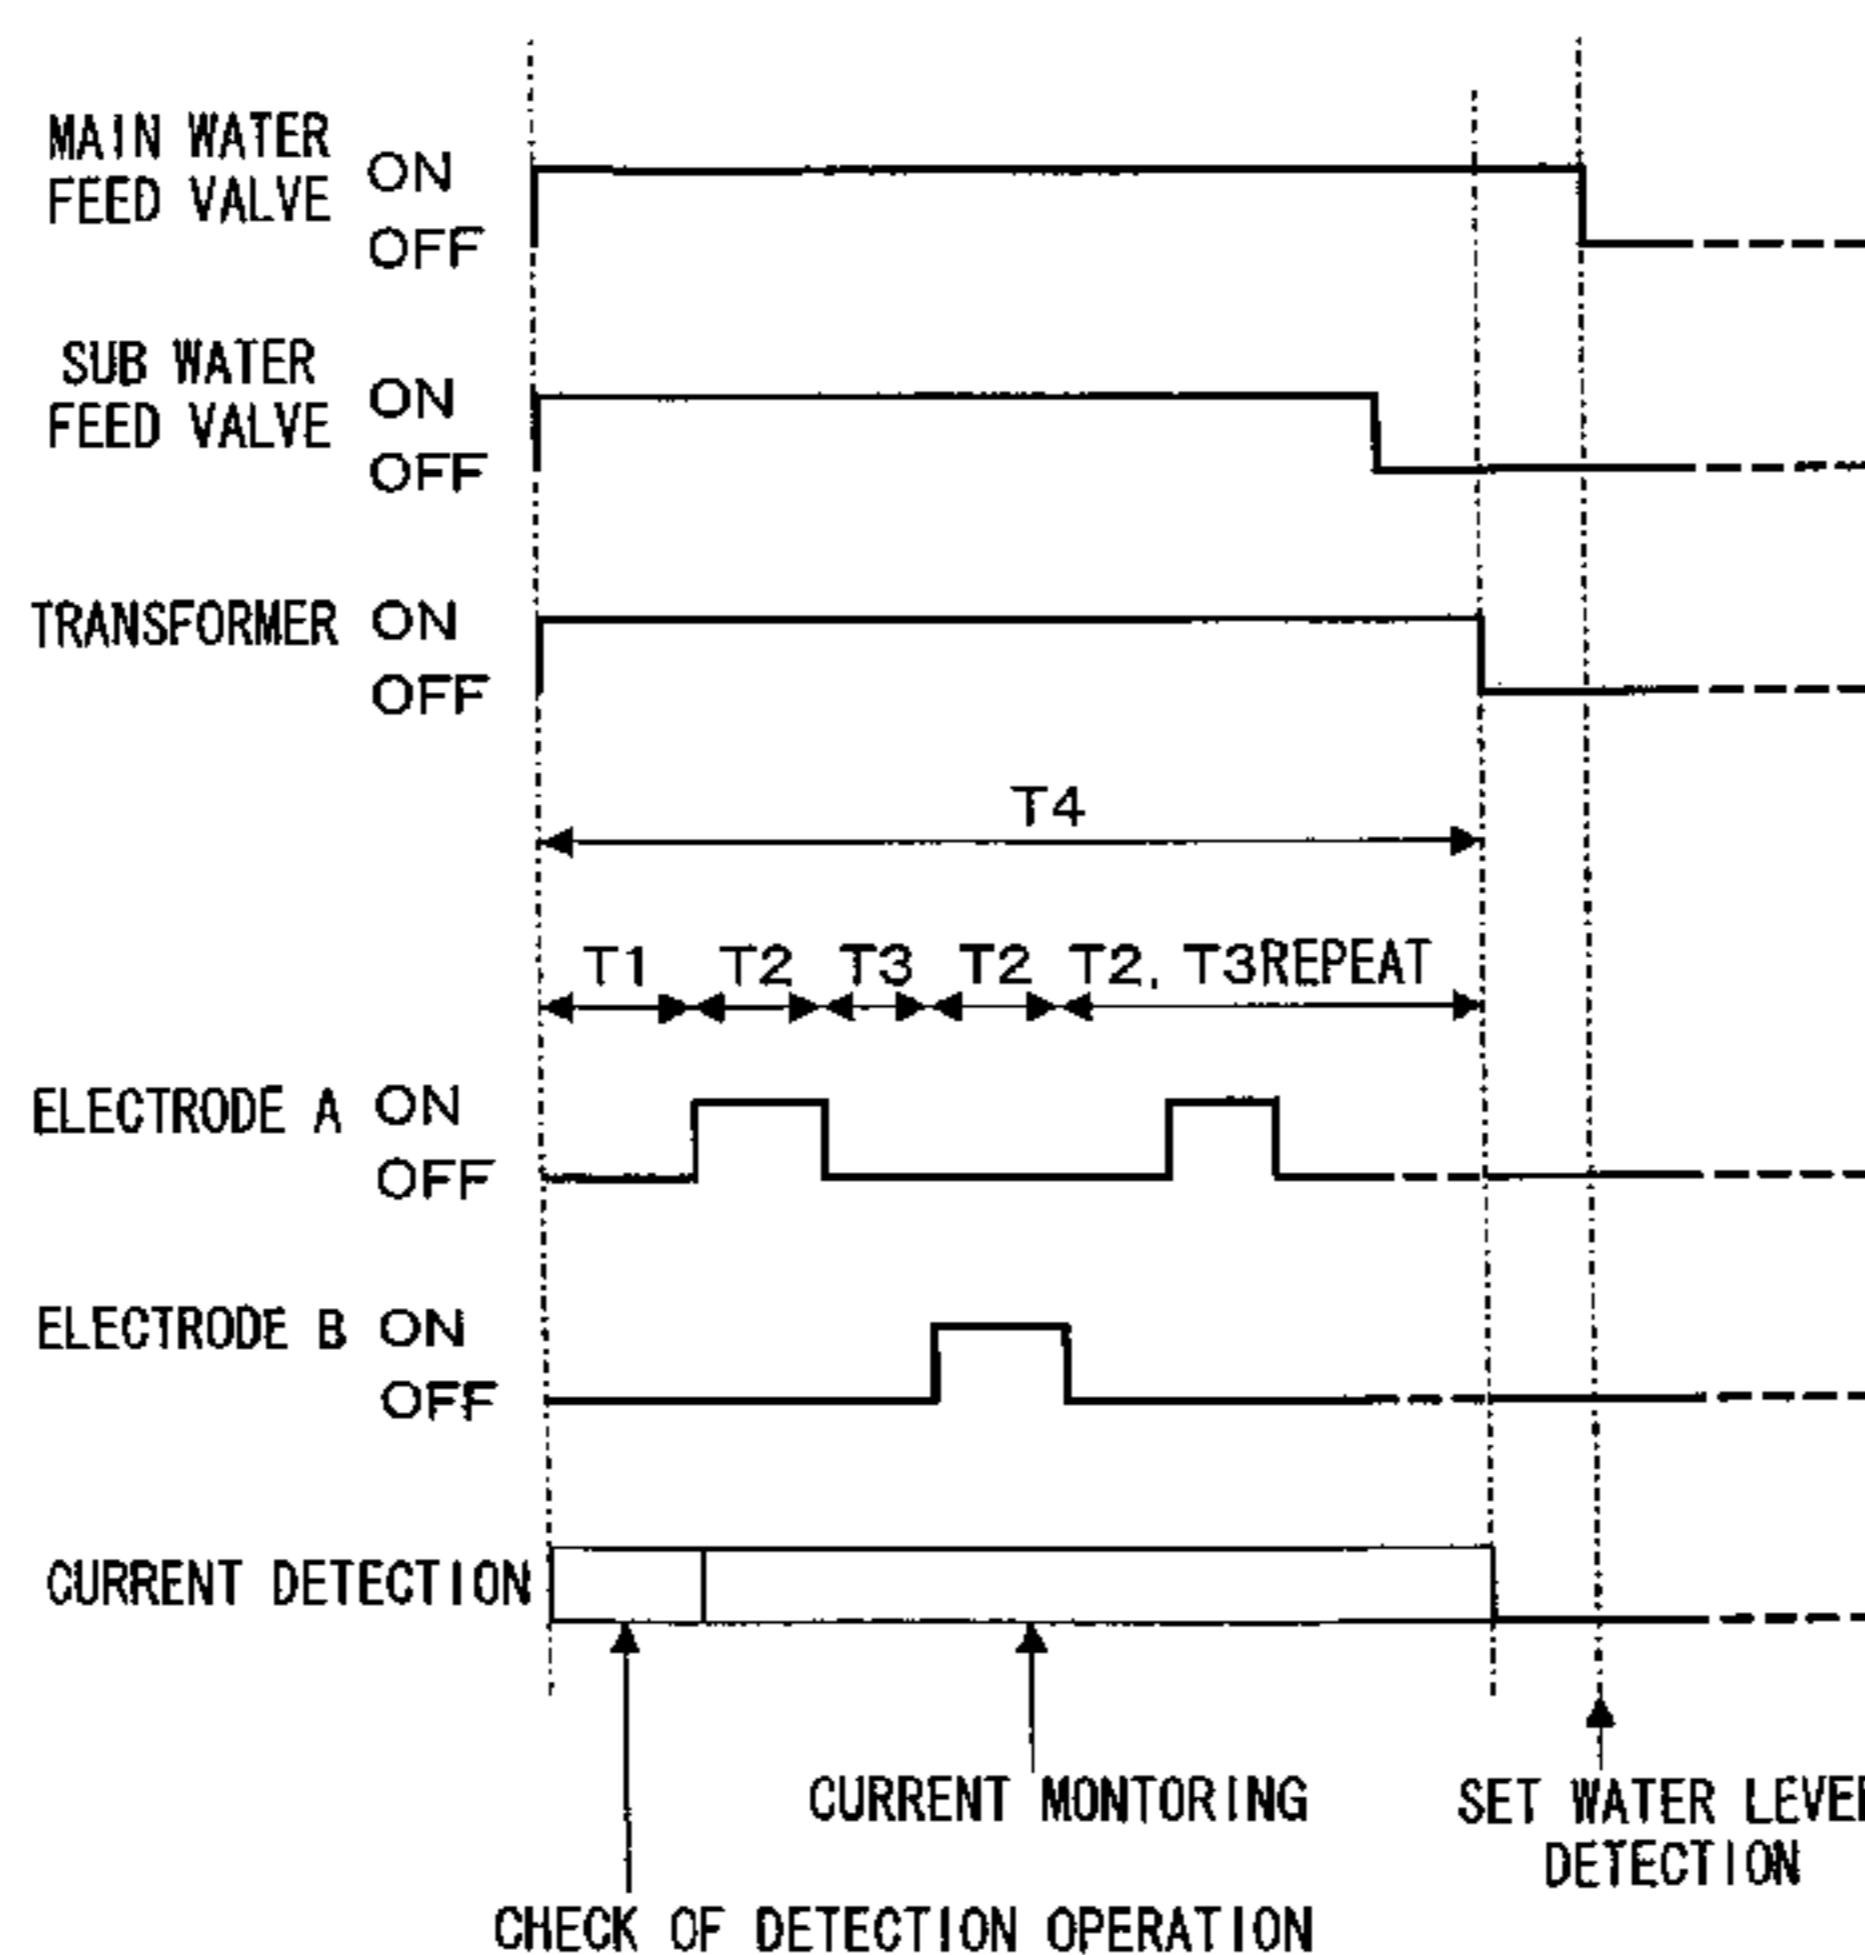 MAIN WATER
FEED VALVE
ON
OFF
SUB WATER
FEED VALVE
ON
OFF
TRANSFORMER ON
OFF
T4
T1 T2 T3 T2 T2, T3REPEAT
ELECTRODE A ON
OFF
ELECTRODE B ON
OFF
CURRENT DETECTION
CURRENT MONTORING
SET WATER LEVEL
DETECTION
CHECK OF DETECTION OPERATION